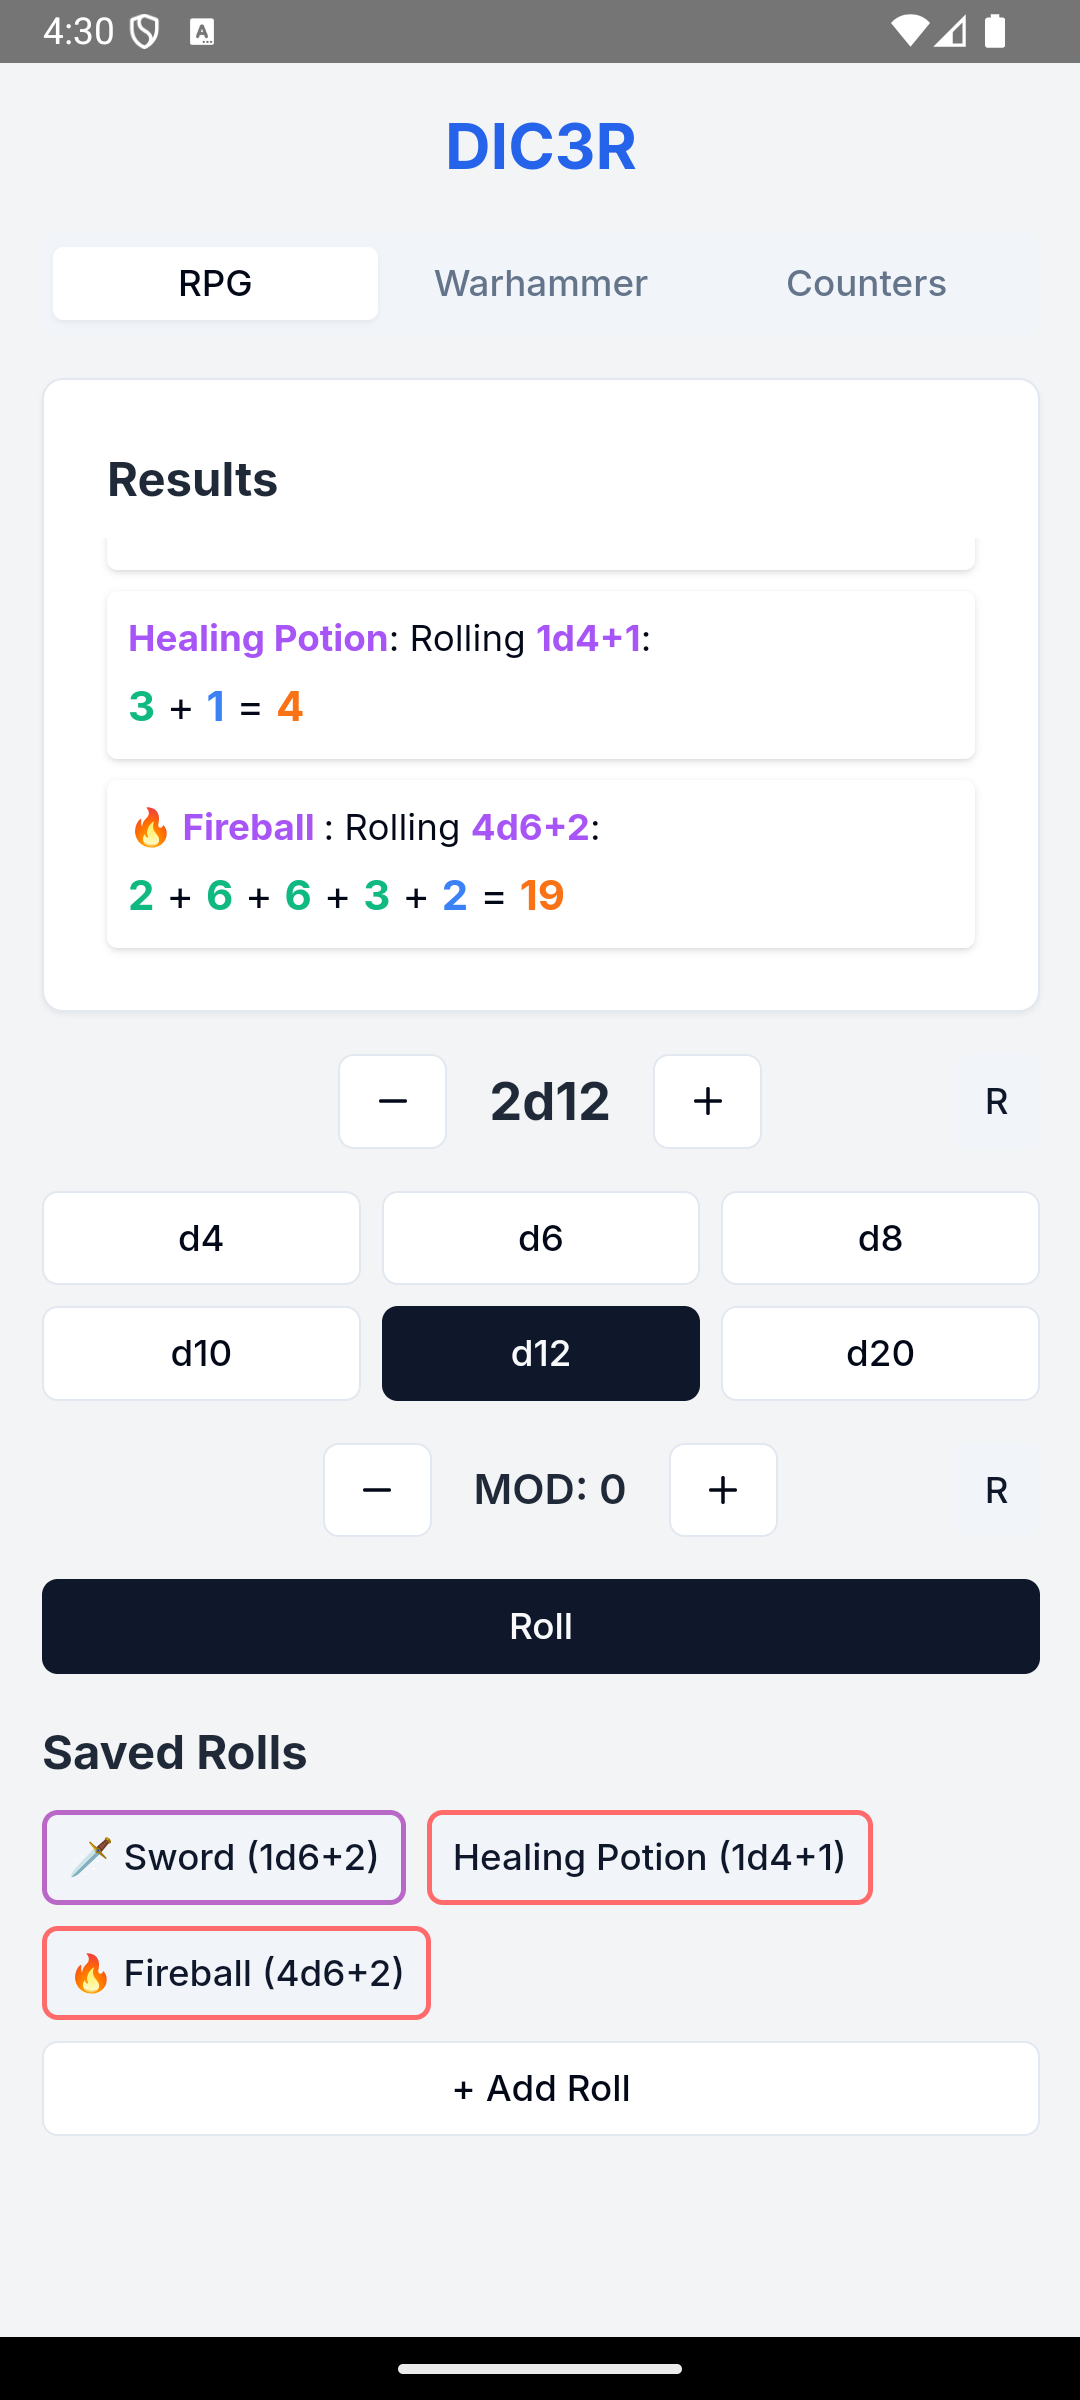 4:30
DIC3R
RPG Warhammer Counters
Results
Healing Potion: Rolling 1d4+1:
3 + 1 = 4
🔥 Fireball : Rolling 4d6+2:
2 + 6 + 6 + 3 + 2 = 19
− 2d12 + R
d4 d6 d8
d10 d12 d20
− MOD: 0 + R
Roll
Saved Rolls
🗡️ Sword (1d6+2) Healing Potion (1d4+1)
🔥 Fireball (4d6+2)
+ Add Roll